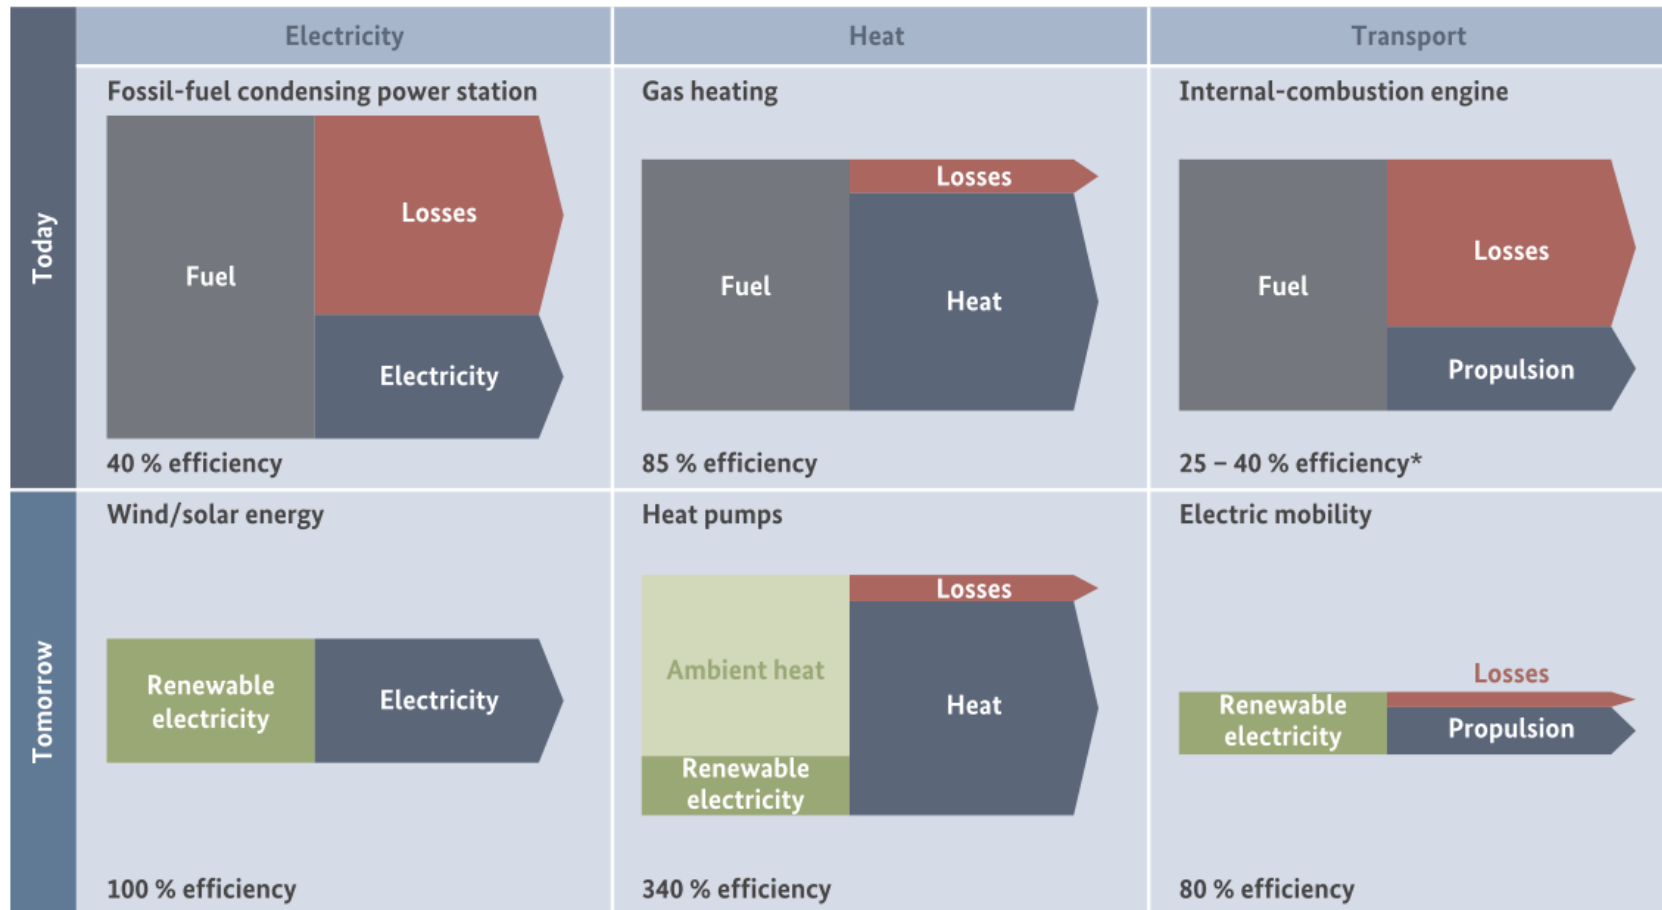 Electricity
Heat
Transport
Today
Fossil-fuel condensing power station
Fuel
Losses
Electricity
40 % efficiency
Gas heating
Fuel
Losses
Heat
85 % efficiency
Internal-combustion engine
Fuel
Losses
Propulsion
25 – 40 % efficiency*
Tomorrow
Wind/solar energy
Renewable
electricity
Electricity
100 % efficiency
Heat pumps
Ambient heat
Renewable
electricity
Losses
Heat
340 % efficiency
Electric mobility
Renewable
electricity
Losses
Propulsion
80 % efficiency